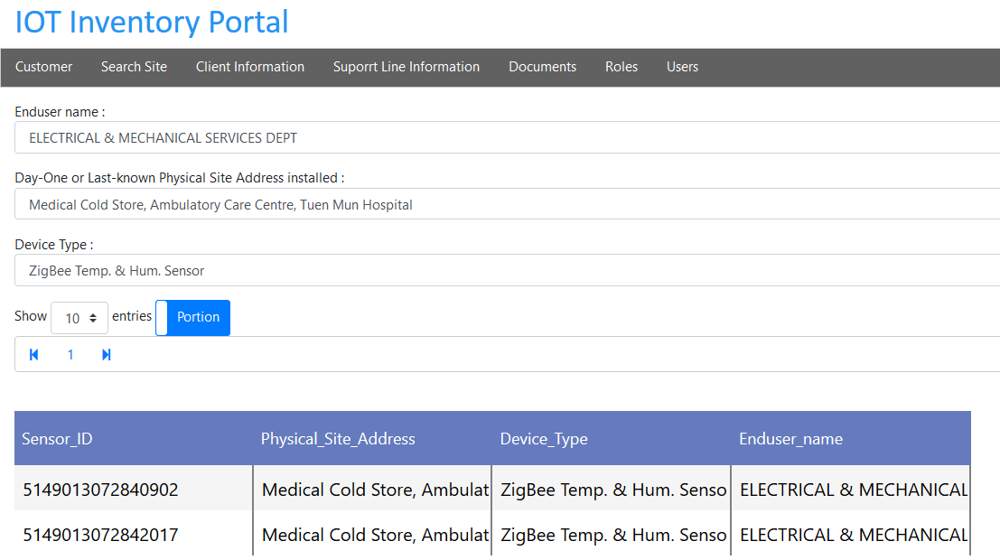 IOT Inventory Portal
Customer Search Site Client Information Suporrt Line Information Documents Roles Users
Enduser name :
ELECTRICAL & MECHANICAL SERVICES DEPT
Day-One or Last-known Physical Site Address installed :
Medical Cold Store, Ambulatory Care Centre, Tuen Mun Hospital
Device Type :
ZigBee Temp. & Hum. Sensor
Show 10 entries Portion
1
Sensor_ID Physical_Site_Address Device_Type Enduser_name
5149013072840902 Medical Cold Store, Ambulat ZigBee Temp. & Hum. Senso ELECTRICAL & MECHANICAL
5149013072842017 Medical Cold Store, Ambulat ZigBee Temp. & Hum. Senso ELECTRICAL & MECHANICAL